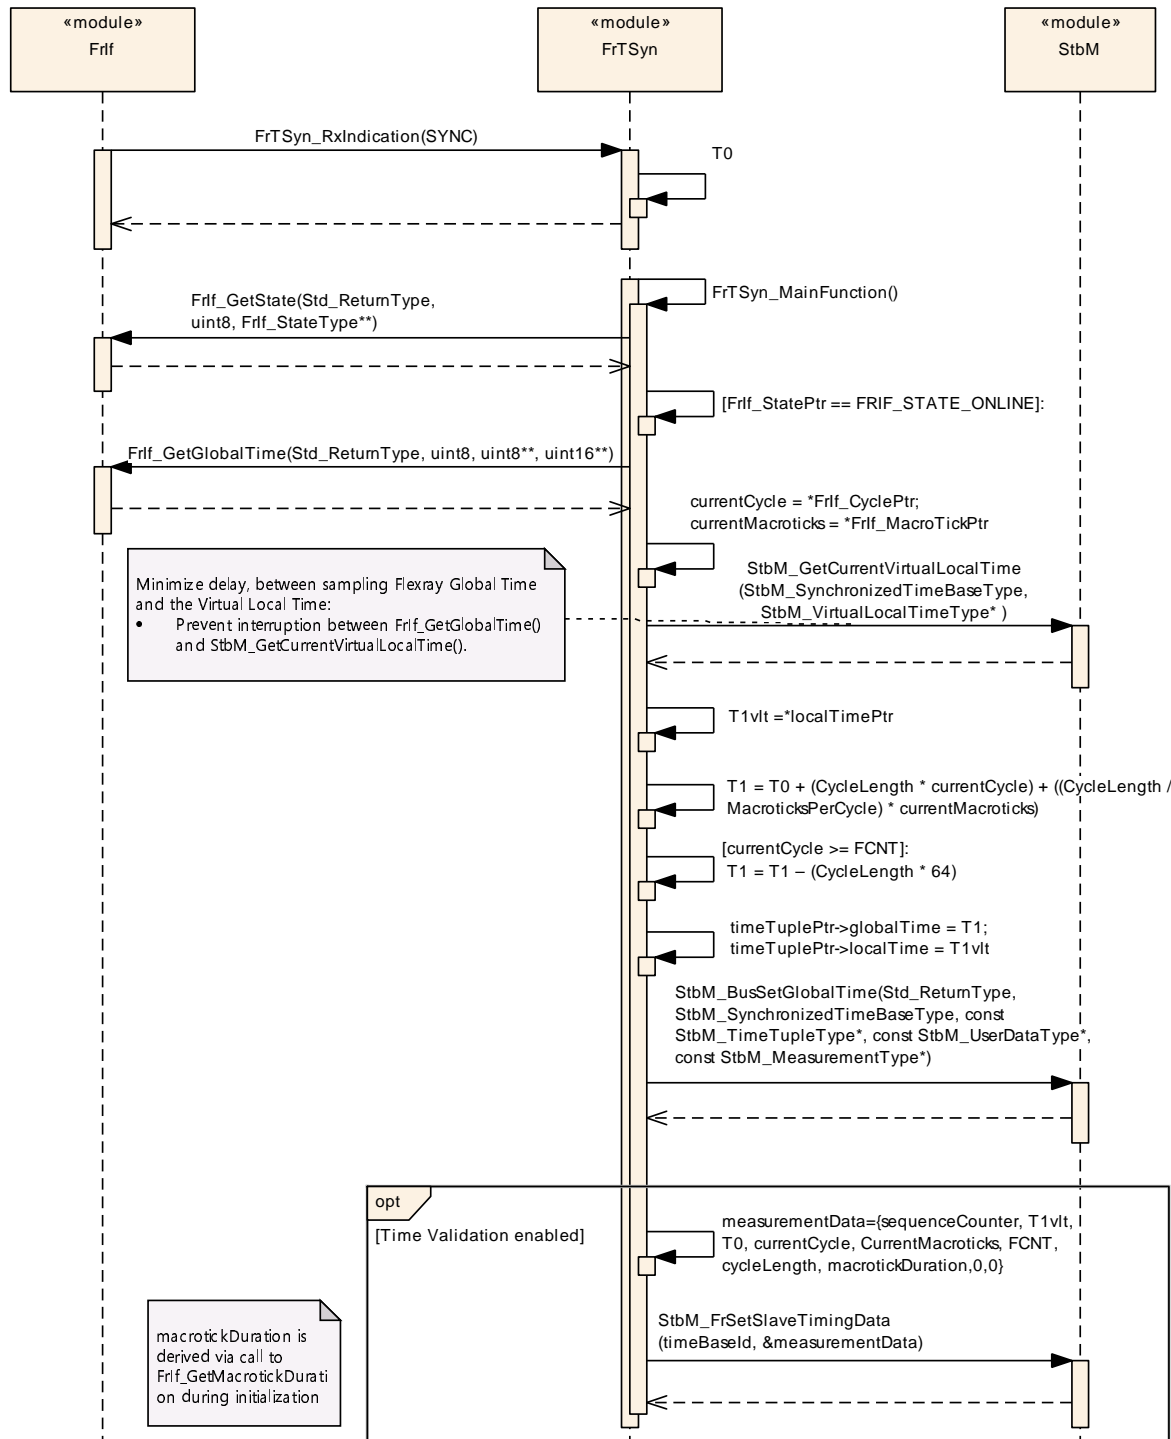 «module»
FrIf
«module»
FrTSyn
«module»
StbM
FrTSyn_RxIndication(SYNC)
T0
FrTSyn_MainFunction()
FrIf_GetState(Std_ReturnType,
uint8, FrIf_StateType**)
[FrIf_StatePtr == FRIF_STATE_ONLINE]:
FrIf_GetGlobalTime(Std_ReturnType, uint8, uint8**, uint16**)
currentCycle = *FrIf_CyclePtr;
currentMacroticks = *FrIf_MacroTickPtr
Minimize delay, between sampling Flexray Global Time
and the Virtual Local Time:
• Prevent interruption between FrIf_GetGlobalTime()
and StbM_GetCurrentVirtualLocalTime().
StbM_GetCurrentVirtualLocalTime
(StbM_SynchronizedTimeBaseType,
StbM_VirtualLocalTimeType* )
T1vlt =*localTimePtr
T1 = T0 + (CycleLength * currentCycle) + ((CycleLength /
MacroticksPerCycle) * currentMacroticks)
[currentCycle >= FCNT]:
T1 = T1 – (CycleLength * 64)
timeTuplePtr->globalTime = T1;
timeTuplePtr->localTime = T1vlt
StbM_BusSetGlobalTime(Std_ReturnType,
StbM_SynchronizedTimeBaseType, const
StbM_TimeTupleType*, const StbM_UserDataType*,
const StbM_MeasurementType*)
opt
[Time Validation enabled]
measurementData={sequenceCounter, T1vlt,
T0, currentCycle, CurrentMacroticks, FCNT,
cycleLength, macrotickDuration,0,0}
macrotickDuration is
derived via call to
FrIf_GetMacrotickDurati
on during initialization
StbM_FrSetSlaveTimingData
(timeBaseId, &measurementData)